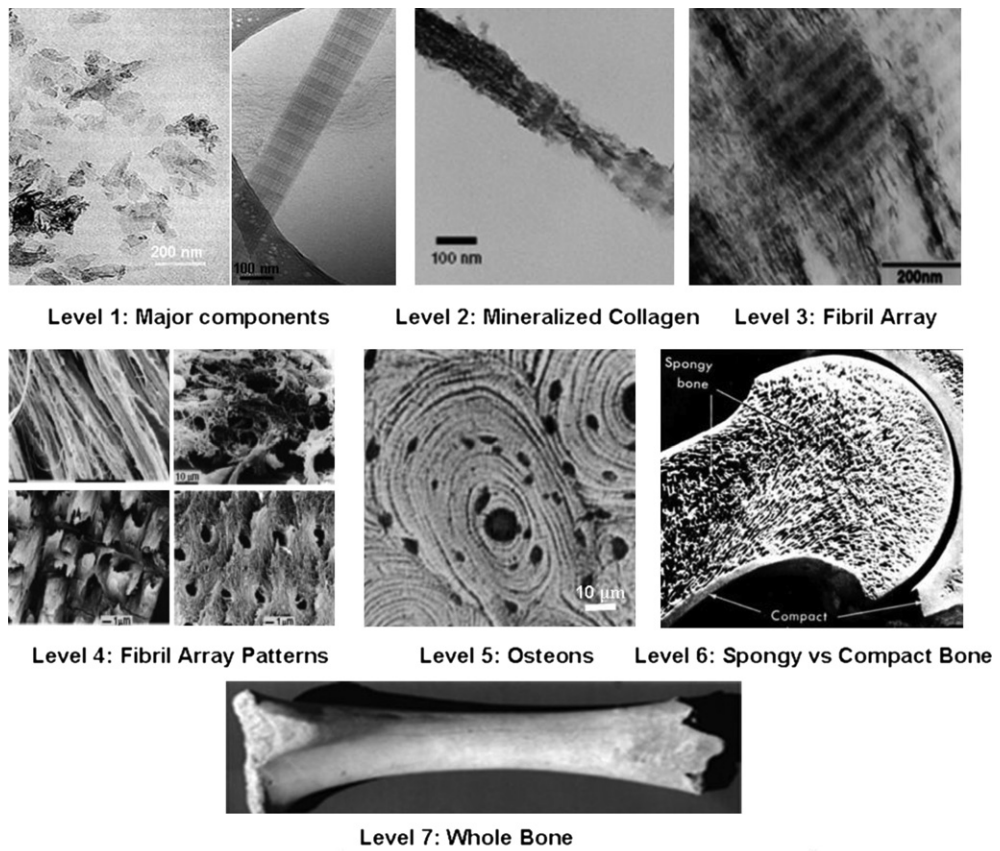 200 nm
100 nm
100 nm
200nm
Level 1: Major components
Level 2: Mineralized Collagen
Level 3: Fibril Array
10 µm
1µm
1µm
Level 4: Fibril Array Patterns
10 µm
Level 5: Osteons
Spongy
bone
Compact
Level 6: Spongy vs Compact Bone
Level 7: Whole Bone